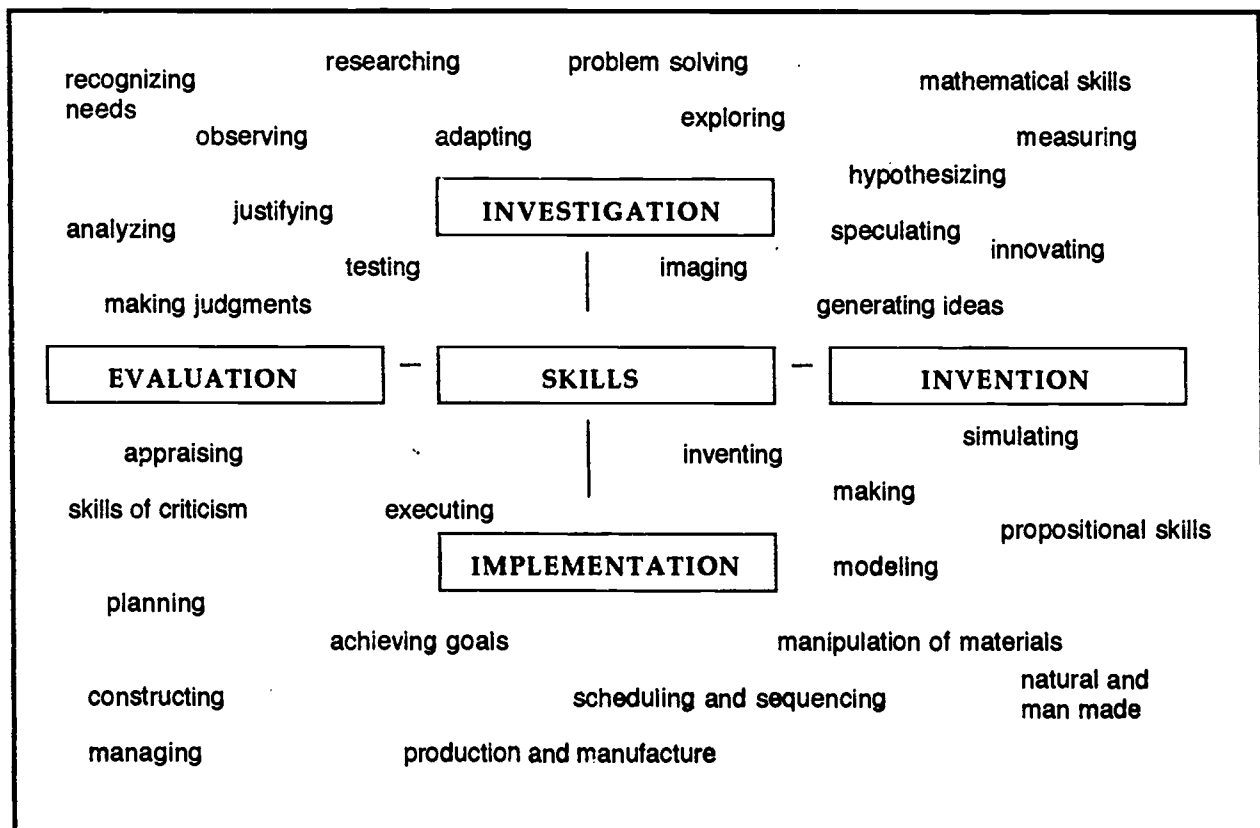 researching
problem solving
recognizing
needs
mathematical skills
exploring
observing
adapting
measuring
hypothesizing
justifying
INVESTIGATION
analyzing
speculating
innovating
testing
imaging
making judgments
generating ideas
EVALUATION
SKILLS
INVENTION
simulating
appraising
inventing
making
skills of criticism
executing
propositional skills
IMPLEMENTATION
modeling
planning
achieving goals
manipulation of materials
natural and
man made
constructing
scheduling and sequencing
managing
production and manufacture